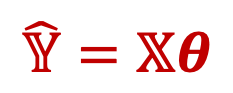 𝕐̂ = 𝕏𝜽